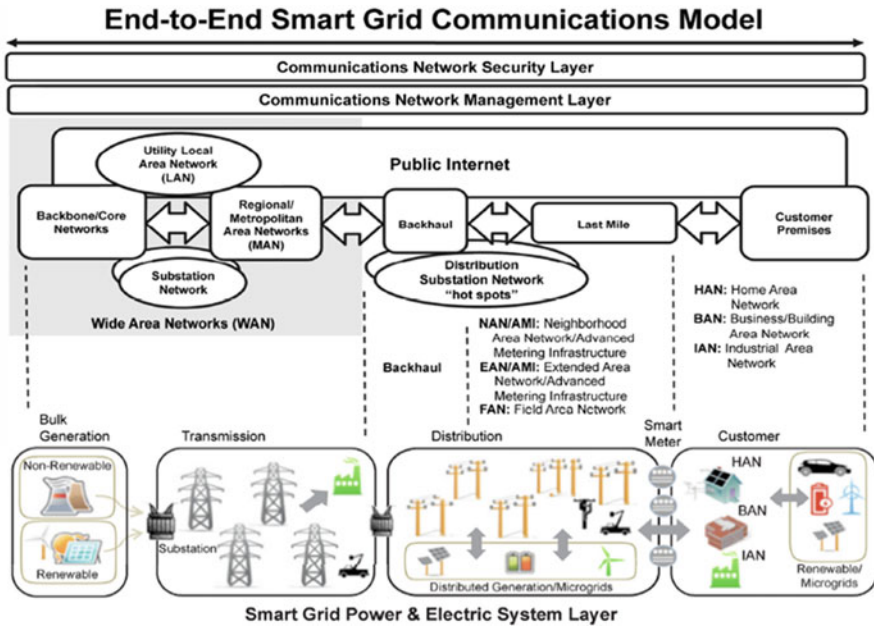 End-to-End Smart Grid Communications Model
Communications Network Security Layer
Communications Network Management Layer
Utility Local
Area Network
(LAN)
Public Internet
Backbone/Core
Networks
Regional/
Metropolitan
Area Networks
(MAN)
Backhaul
Last Mile
Customer
Premises
Substation
Network
Distribution
Substation Network
"hot spots"
Wide Area Networks (WAN)
HAN: Home Area
Network
BAN: Business/Building
Area Network
IAN: Industrial Area
Network
Backhaul
NAN/AMI: Neighborhood
Area Network/Advanced
Metering Infrastructure
EAN/AMI: Extended Area
Network/Advanced
Metering Infrastructure
FAN: Field Area Network
Bulk
Generation
Transmission
Distribution
Smart
Meter
Customer
Non-Renewable
Renewable
Substation
Distributed Generation/Microgrids
HAN
BAN
IAN
Renewable/
Microgrids
Smart Grid Power & Electric System Layer